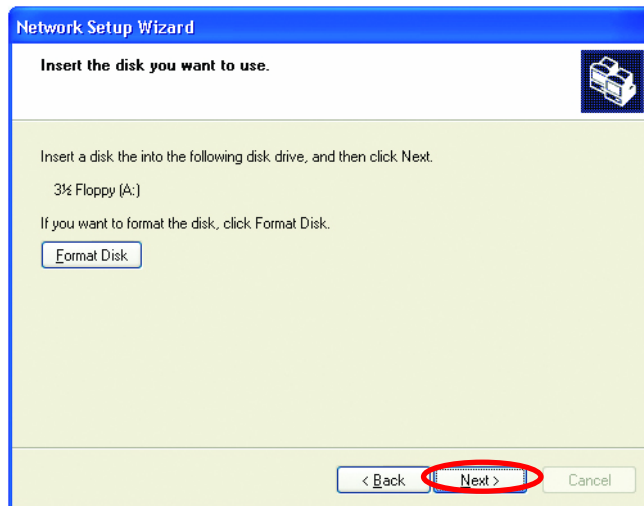 Network Setup Wizard
Insert the disk you want to use.
Insert a disk the into the following disk drive, and then click Next.
3½ Floppy (A:)
If you want to format the disk, click Format Disk.
Format Disk
< Back Next > Cancel